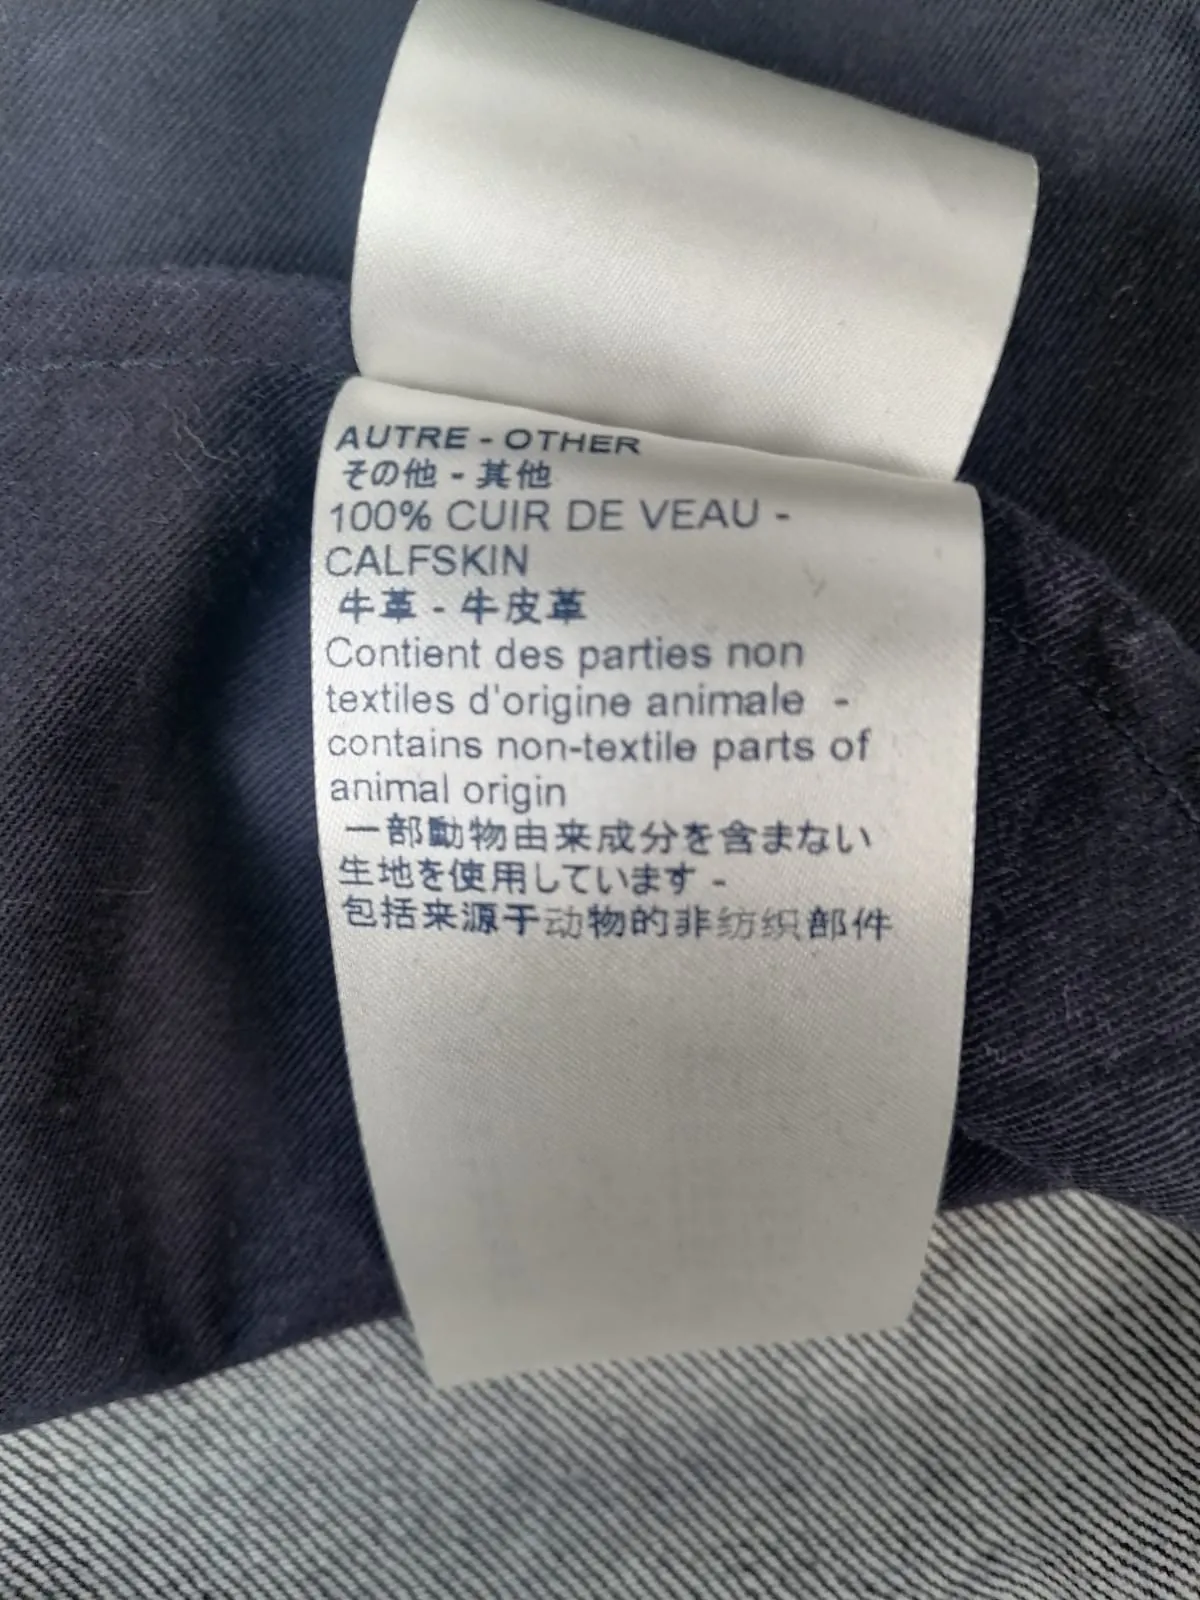 AUTRE - OTHER
その他 - 其他
100% CUIR DE VEAU -
CALFSKIN
牛革 - 牛皮革
Contient des parties non
textiles d'origine animale -
contains non-textile parts of
animal origin
一部動物由来成分を含まない
生地を使用しています -
包括来源于动物的非纺织部件